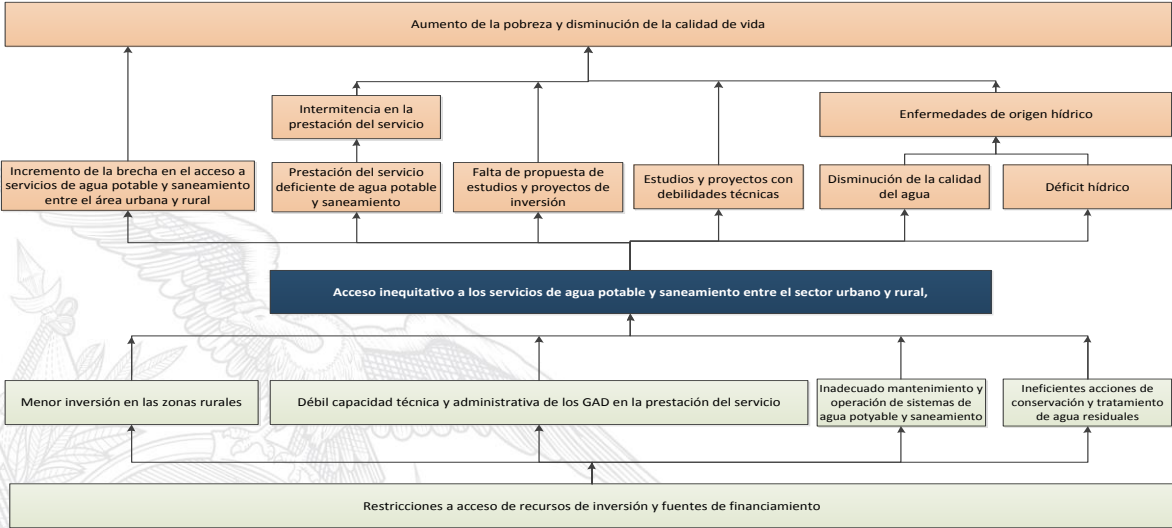 Aumento de la pobreza y disminución de la calidad de vida
Intermitencia en la
prestación del servicio
Enfermedades de origen hídrico
Incremento de la brecha en el acceso a
servicios de agua potable y saneamiento
entre el área urbana y rural
Prestación del servicio
deficiente de agua potable
y saneamiento
Falta de propuesta de
estudios y proyectos de
inversión
Estudios y proyectos con
debilidades técnicas
Disminución de la calidad
del agua
Déficit hídrico
Acceso inequitativo a los servicios de agua potable y saneamiento entre el sector urbano y rural,
Menor inversión en las zonas rurales
Débil capacidad técnica y administrativa de los GAD en la prestación del servicio
Inadecuado mantenimiento y
operación de sistemas de
agua potyable y saneamiento
Ineficientes acciones de
conservación y tratamiento
de agua residuales
Restricciones a acceso de recursos de inversión y fuentes de financiamiento